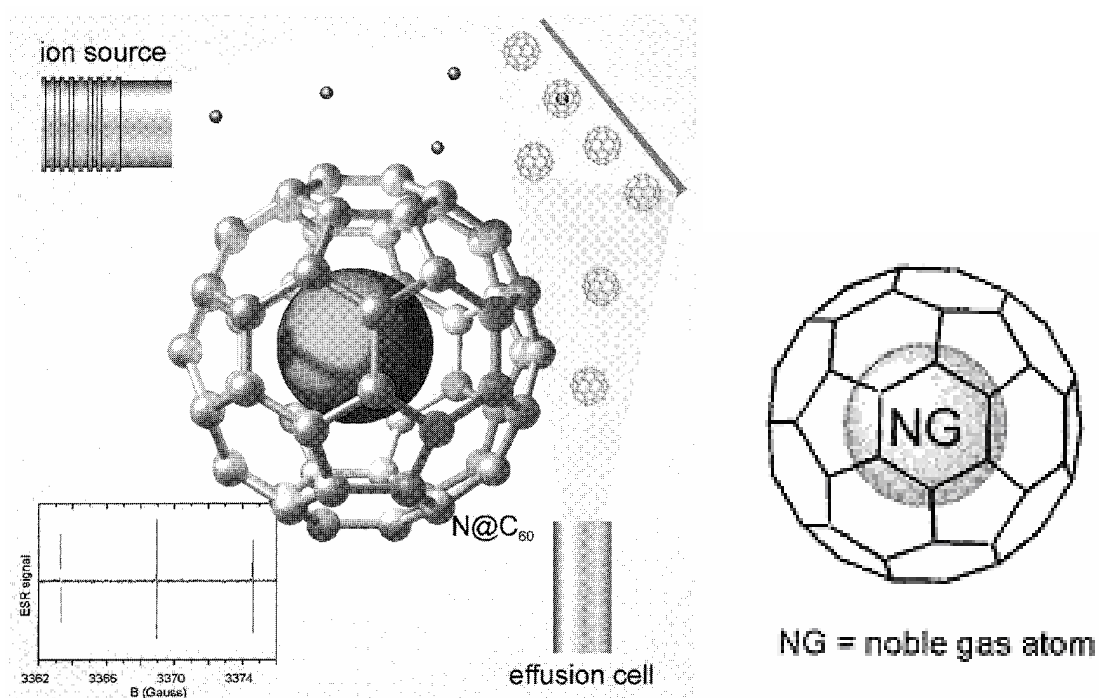 ion source
N@C₆₀
ESR signal
3362 3366 3370 3374
B (Gauss)
effusion cell
NG
NG = noble gas atom